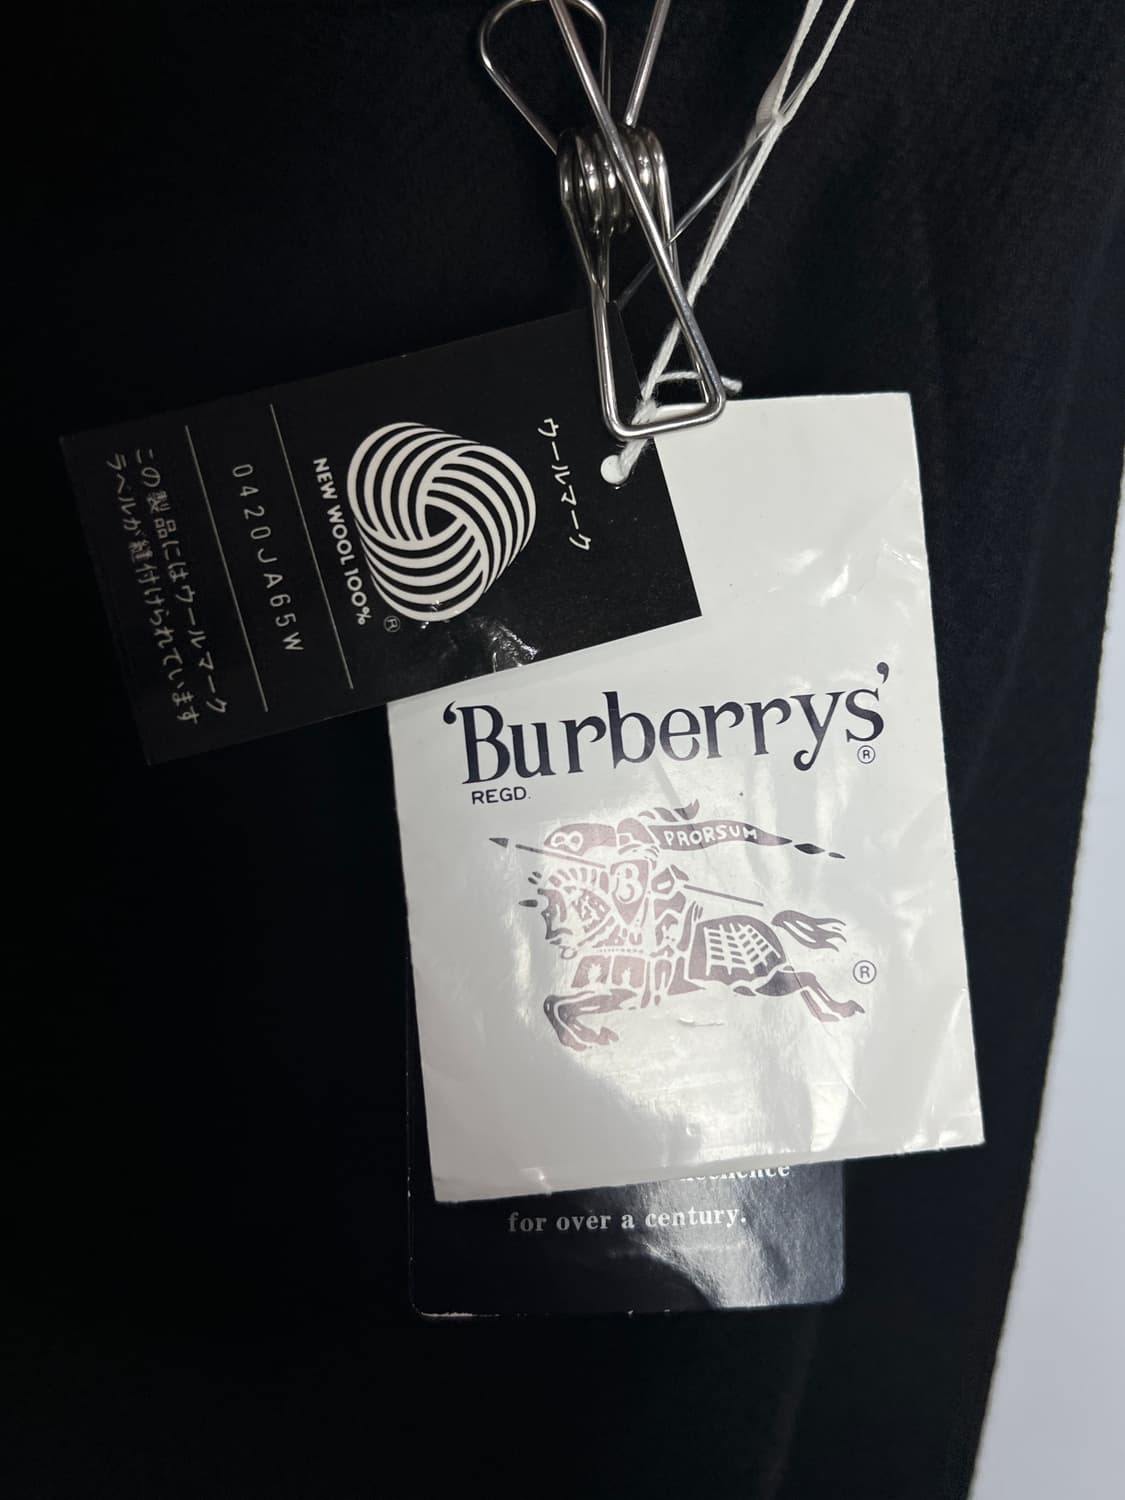 ウールマーク
NEW WOOL 100%
®
0420JA65W
この製品にはウールマーク
ラベルが縫付けられています
'Burberrys'
®
REGD.
PRORSUM
B
®
for over a century.